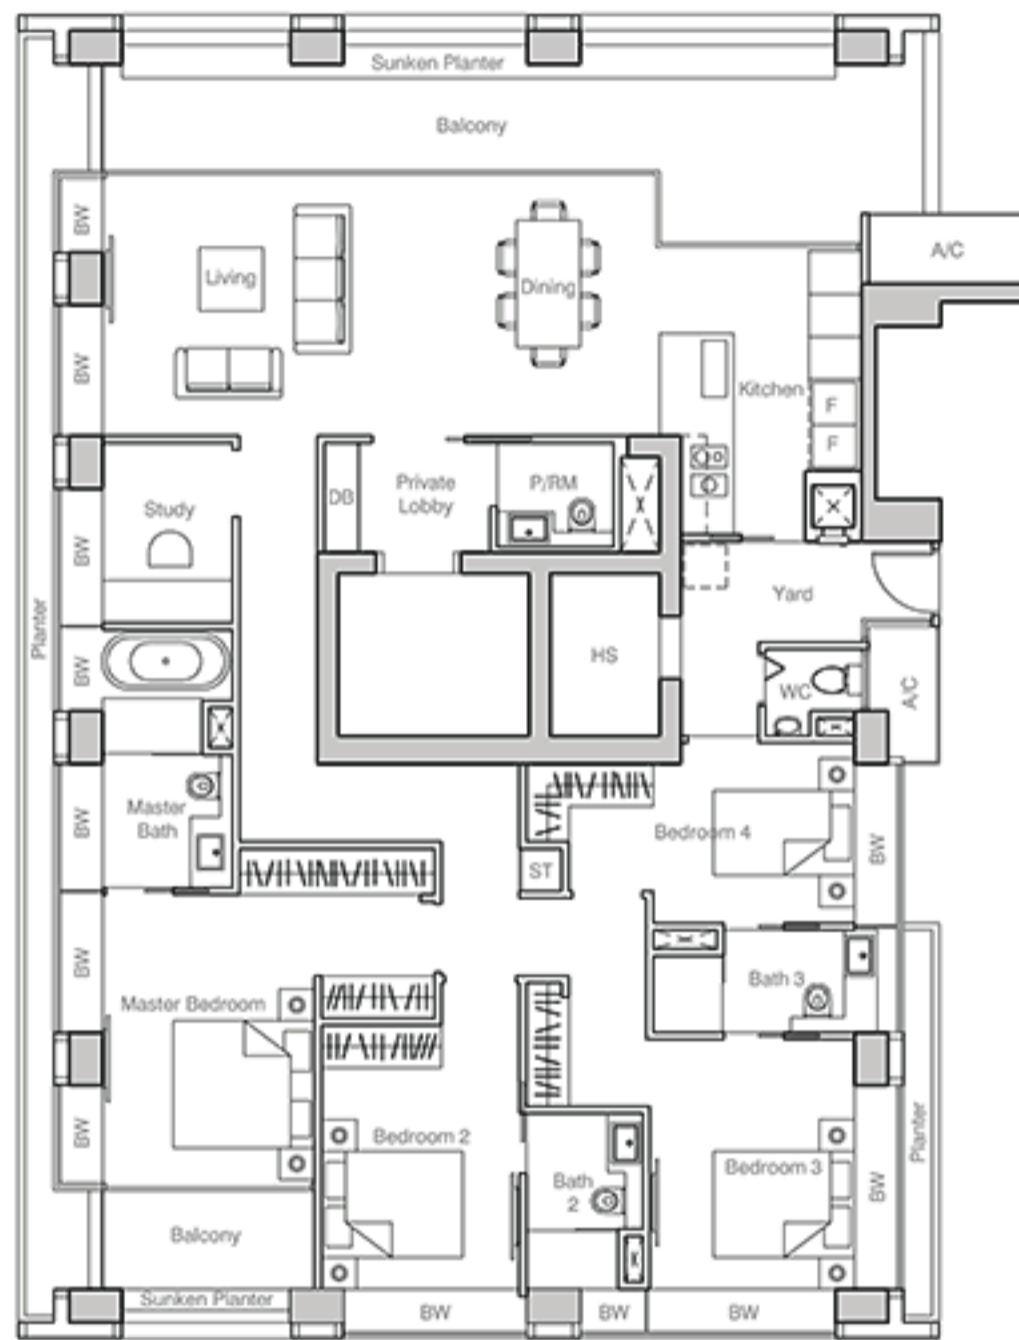 Sunken Planter
Balcony
BW
A/C
Living
Dining
BW
Kitchen
F
F
DB
Private
Lobby
P/RM
Study
BW
Yard
Planter
HS
BW
WC
A/C
Master
Bath
BW
Bedroom 4
BW
ST
BW
Bath 3
Master Bedroom
BW
Bedroom 2
Planter
Bedroom 3
Bath
2
BW
Balcony
Sunken Planter
BW
BW
BW